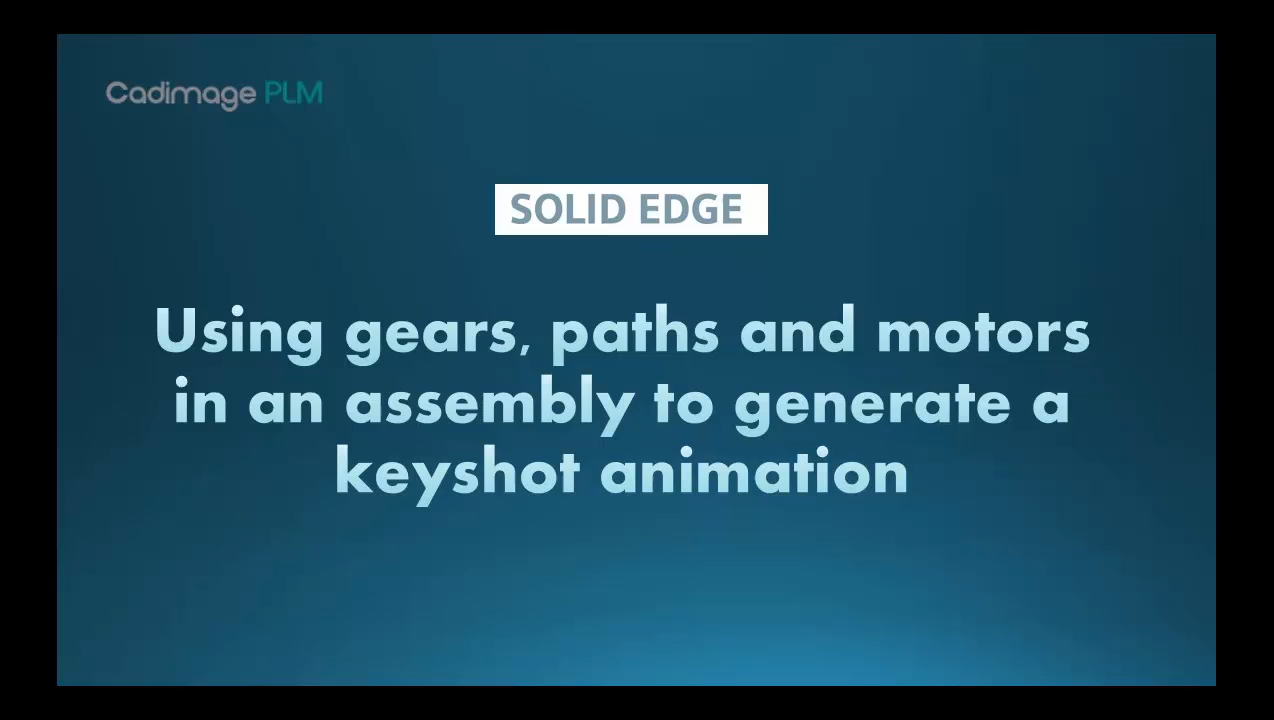 Cadimage PLM
SOLID EDGE
Using gears, paths and motors
in an assembly to generate a
keyshot animation